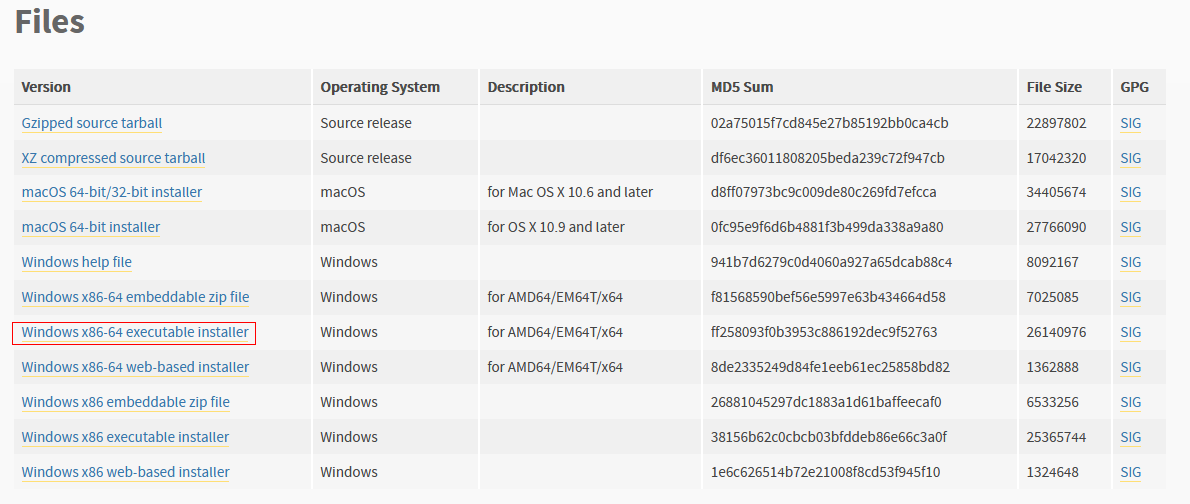 Files
Version Operating System Description MD5 Sum File Size GPG
Gzipped source tarball Source release 02a75015f7cd845e27b85192bb0ca4cb 22897802 SIG
XZ compressed source tarball Source release df6ec36011808205beda239c72f947cb 17042320 SIG
macOS 64-bit/32-bit installer macOS for Mac OS X 10.6 and later d8ff07973bc9c009de80c269fd7efcca 34405674 SIG
macOS 64-bit installer macOS for OS X 10.9 and later 0fc95e9f6d6b4881f3b499da338a9a80 27766090 SIG
Windows help file Windows 941b7d6279c0d4060a927a65dcab88c4 8092167 SIG
Windows x86-64 embeddable zip file Windows for AMD64/EM64T/x64 f81568590bef56e5997e63b434664d58 7025085 SIG
Windows x86-64 executable installer Windows for AMD64/EM64T/x64 ff258093f0b3953c886192dec9f52763 26140976 SIG
Windows x86-64 web-based installer Windows for AMD64/EM64T/x64 8de2335249d84fe1eeb61ec25858bd82 1362888 SIG
Windows x86 embeddable zip file Windows 26881045297dc1883a1d61baffeecaf0 6533256 SIG
Windows x86 executable installer Windows 38156b62c0cbcb03bfddeb86e66c3a0f 25365744 SIG
Windows x86 web-based installer Windows 1e6c626514b72e21008f8cd53f945f10 1324648 SIG